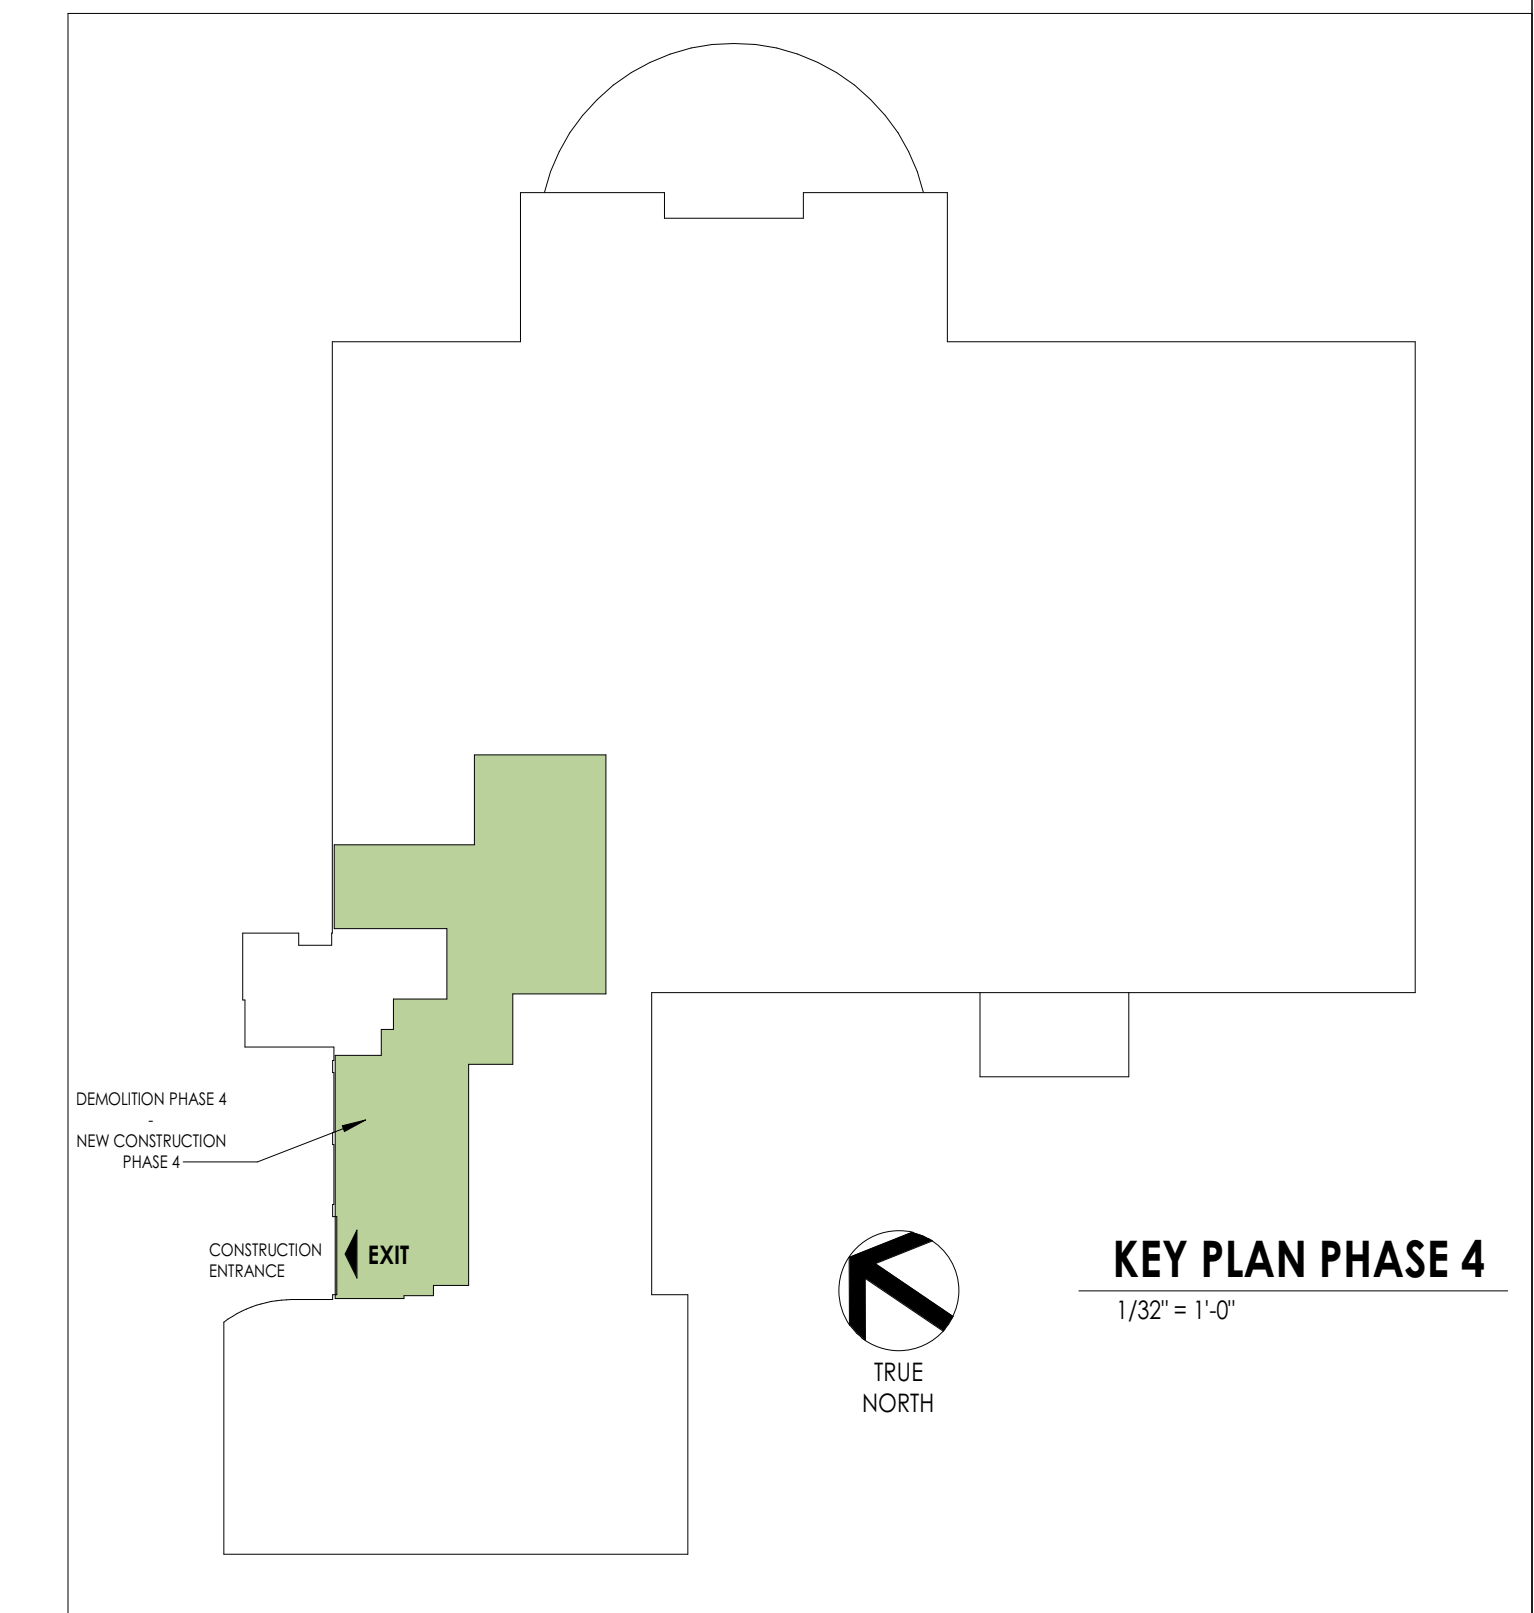 DEMOLITION PHASE 4
-
NEW CONSTRUCTION
PHASE 4
CONSTRUCTION
ENTRANCE
EXIT
TRUE
NORTH
KEY PLAN PHASE 4
1/32" = 1'-0"